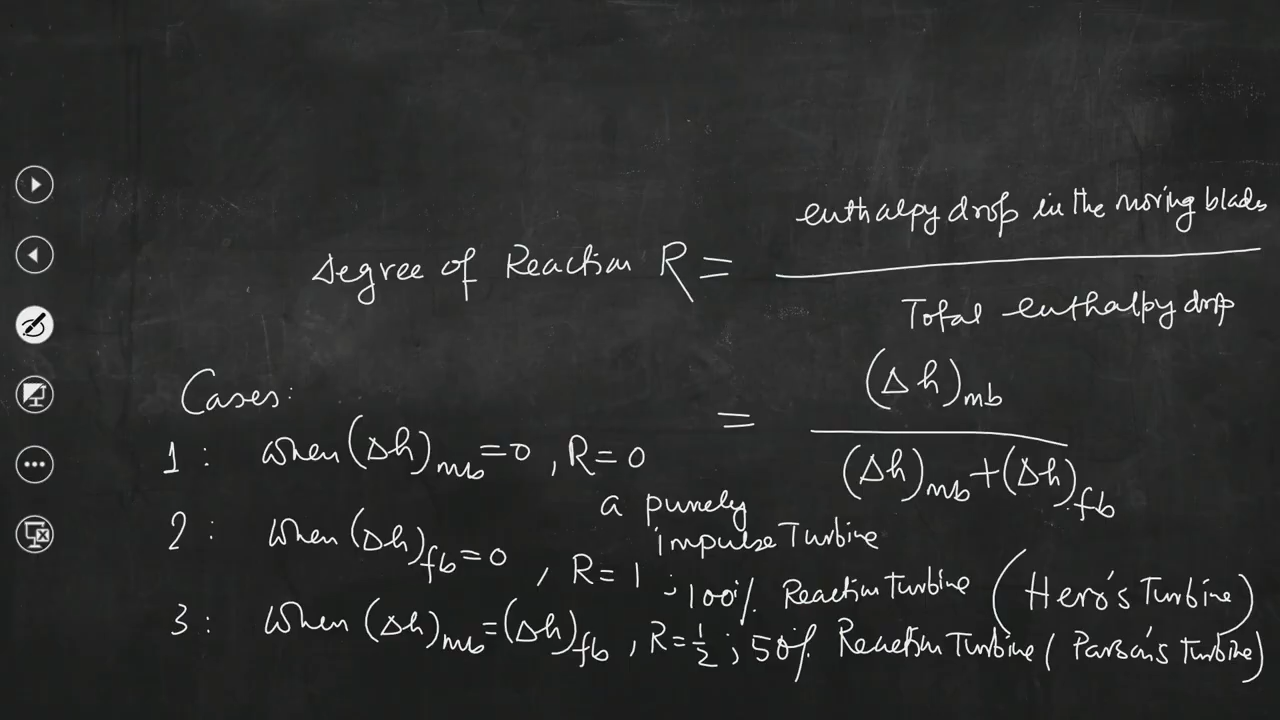 enthalpy drop in the moving blades
Degree of Reaction R =
Total enthalpy drop
= (Δh)mb
(Δh)mb + (Δh)fb
Cases:
1 : when (Δh)mb = 0 , R = 0
a purely
impulse Turbine
2 : when (Δh)fb = 0 , R = 1 ; 100% Reaction Turbine (Hero's Turbine)
3 : when (Δh)mb = (Δh)fb , R = 1/2 ; 50% Reaction Turbine (Parson's Turbine)